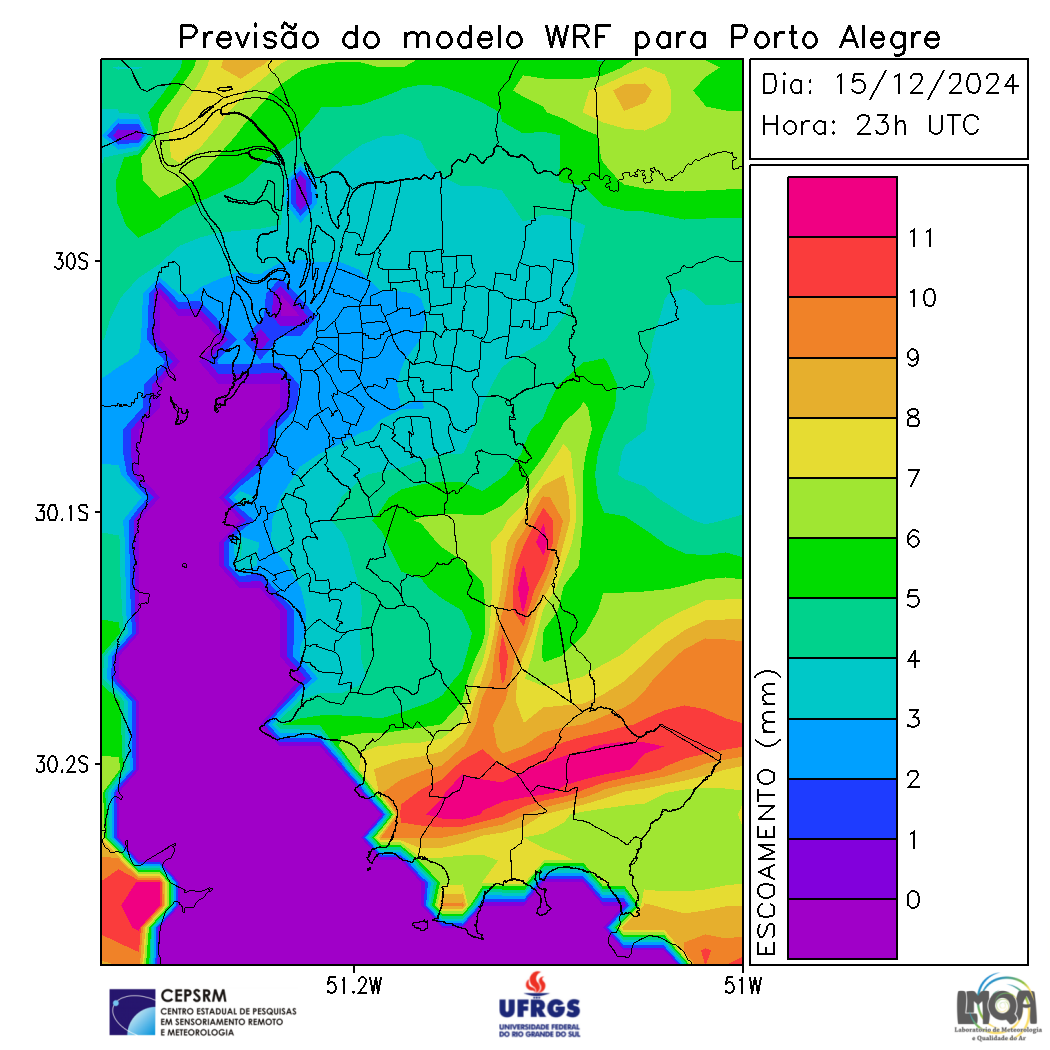 Previsão do modelo WRF para Porto Alegre
Dia: 15/12/2024
Hora: 23h UTC
30S
30.1S
30.2S
51.2W
51W
ESCOAMENTO (mm)
11
10
9
8
7
6
5
4
3
2
1
0
CEPSRM
CENTRO ESTADUAL DE PESQUISAS
EM SENSORIAMENTO REMOTO
E METEOROLOGIA
UFRGS
UNIVERSIDADE FEDERAL
DO RIO GRANDE DO SUL
LMQA
Laboratório de Meteorologia
e Qualidade do Ar